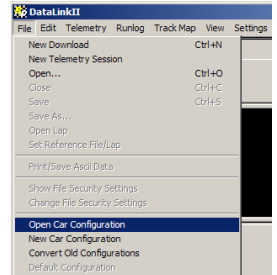 DataLinkII
File Edit Telemetry Runlog Track Map View Settings
New Download Ctrl+N
New Telemetry Session
Open... Ctrl+O
Close Ctrl+C
Save Ctrl+S
Save As...
Open Lap
Set Reference File/Lap
Print/Save Ascii Data
Show File Security Settings
Change File Security Settings
Open Car Configuration
New Car Configuration
Convert Old Configurations
Default Configuration